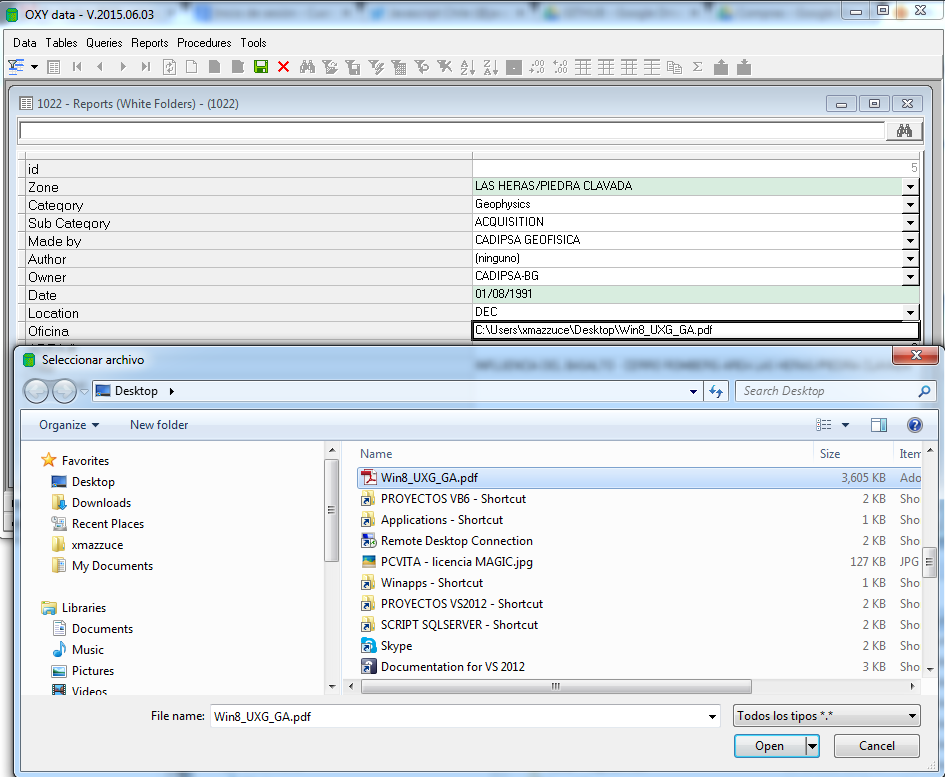 OXY data - V.2015.06.03
Data Tables Queries Reports Procedures Tools
1022 - Reports (White Folders) - (1022)
id 5
Zone LAS HERAS/PIEDRA CLAVADA
Category Geophysics
Sub Category ACQUISITION
Made by CADIPSA GEOFISICA
Author (ninguno)
Owner CADIPSA-BG
Date 01/08/1991
Location DEC
Oficina C:\Users\xmazzuce\Desktop\Win8_UXG_GA.pdf
Seleccionar archivo
Desktop
Search Desktop
Organize New folder
Name Size Item
Favorites
Desktop
Downloads
Recent Places
xmazzuce
My Documents
Libraries
Documents
Music
Pictures
Videos
Win8_UXG_GA.pdf 3,605 KB Ado
PROYECTOS VB6 - Shortcut 2 KB Sho
Applications - Shortcut 1 KB Sho
Remote Desktop Connection 2 KB Sho
PCVITA - licencia MAGIC.jpg 127 KB JPG
Winapps - Shortcut 1 KB Sho
PROYECTOS VS2012 - Shortcut 2 KB Sho
SCRIPT SQLSERVER - Shortcut 2 KB Sho
Skype 2 KB Sho
Documentation for VS 2012 3 KB Sho
File name: Win8_UXG_GA.pdf
Todos los tipos *.*
Open Cancel